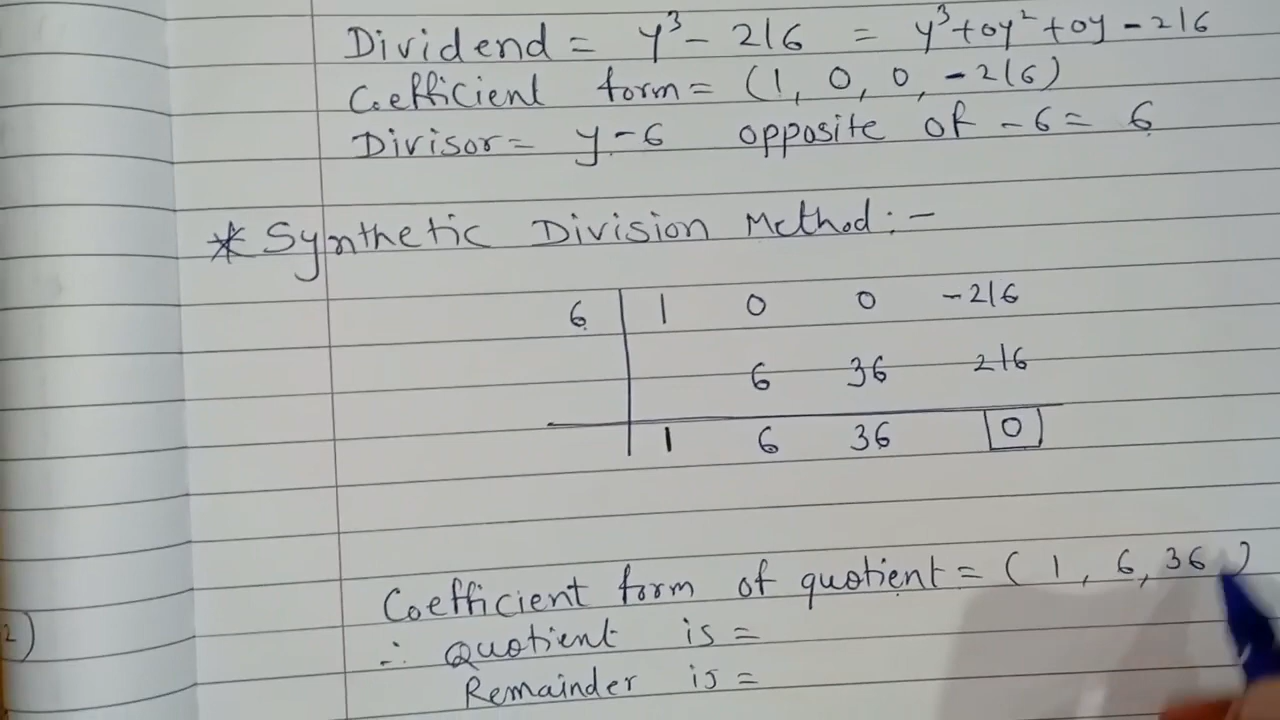 Dividend = y³ - 216 = y³+0y²+0y-216
Coefficient form = (1, 0, 0, -216)
Divisor = y-6 opposite of -6 = 6
* Synthetic Division Method :-
6 | 1 0 0 -216
6 36 216
1 6 36 0
Coefficient form of quotient = ( 1, 6, 36 )
2)
∴ Quotient is =
Remainder is =